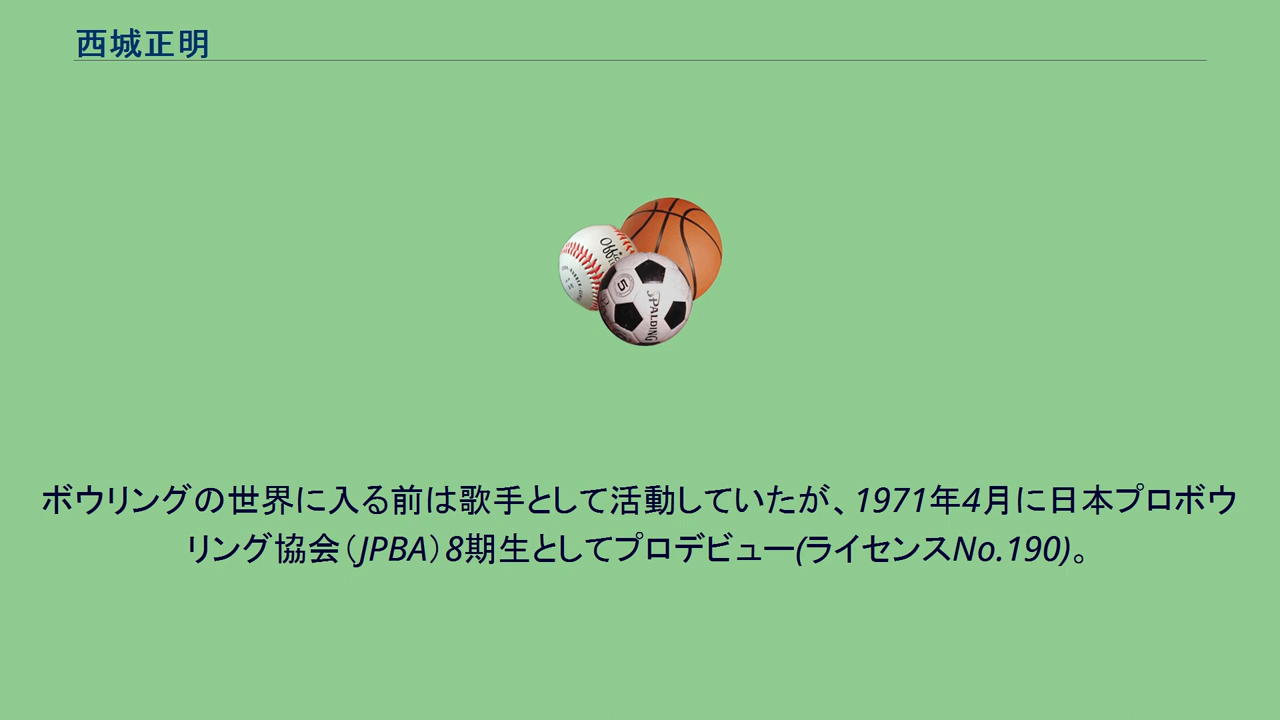 西城正明
Offici
5
SPALDING
ボウリングの世界に入る前は歌手として活動していたが、1971年4月に日本プロボウ
リング協会（JPBA）8期生としてプロデビュー(ライセンスNo.190)。